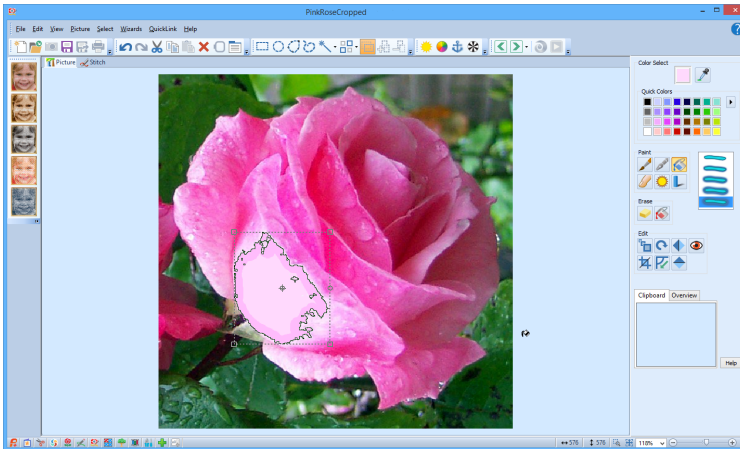 PinkRoseCropped
File Edit View Picture Select Wizards QuickLink Help
Picture Stitch
Color Select
Quick Colors
Paint
Erase
Edit
Clipboard Overview
Help
576 576 118%